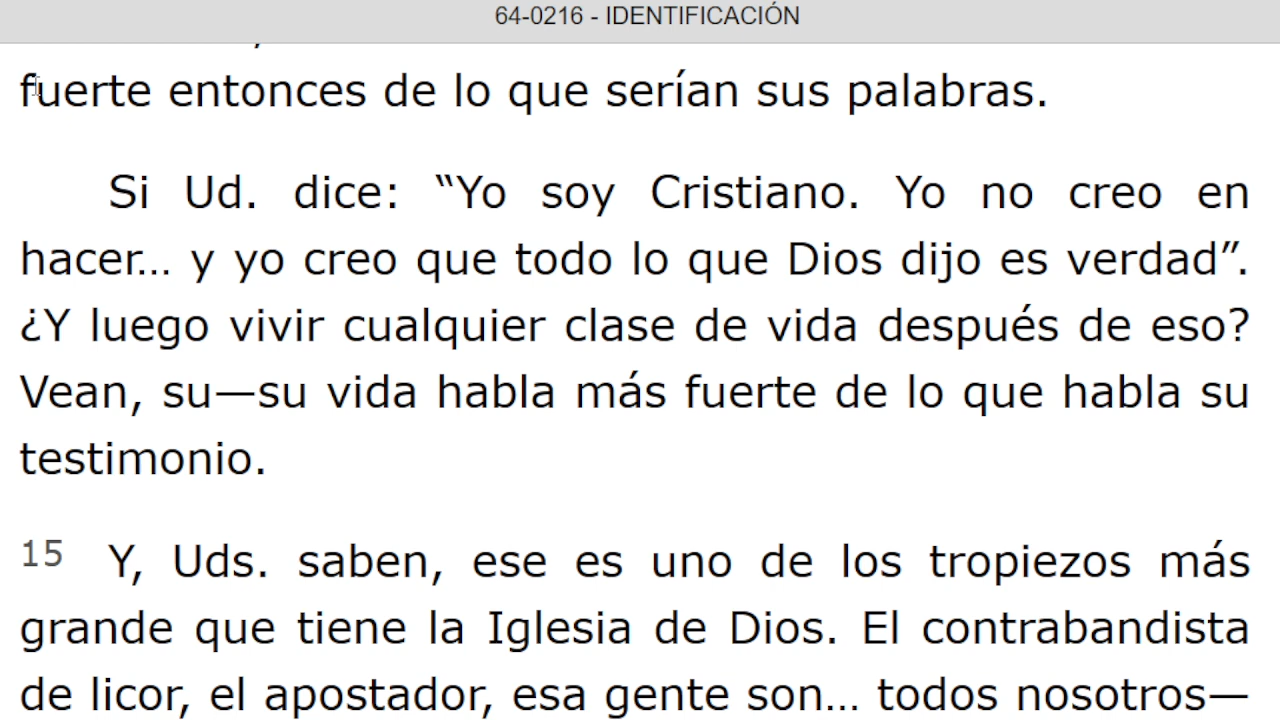 64-0216 - IDENTIFICACIÓN
fuerte entonces de lo que serían sus palabras.
Si Ud. dice: “Yo soy Cristiano. Yo no creo en
hacer… y yo creo que todo lo que Dios dijo es verdad”.
¿Y luego vivir cualquier clase de vida después de eso?
Vean, su—su vida habla más fuerte de lo que habla su
testimonio.
15 Y, Uds. saben, ese es uno de los tropiezos más
grande que tiene la Iglesia de Dios. El contrabandista
de licor, el apostador, esa gente son… todos nosotros—